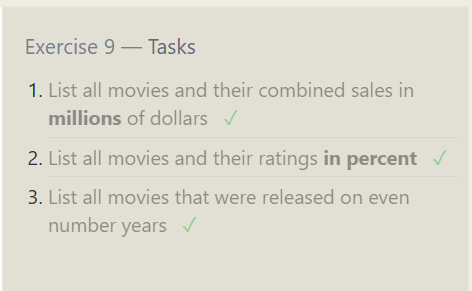 Exercise 9 — Tasks
1. List all movies and their combined sales in
millions of dollars ✓
2. List all movies and their ratings in percent ✓
3. List all movies that were released on even
number years ✓